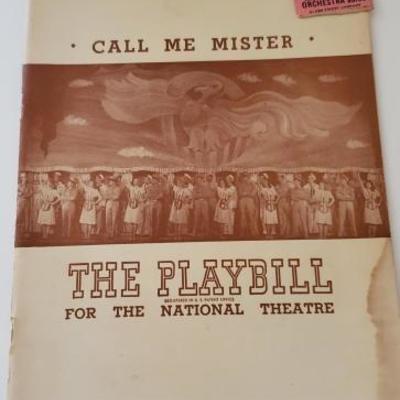 ORCHESTRA
· CALL ME MISTER ·
THE PLAYBILL
REGISTERED IN U. S. PATENT OFFICE
FOR THE NATIONAL THEATRE